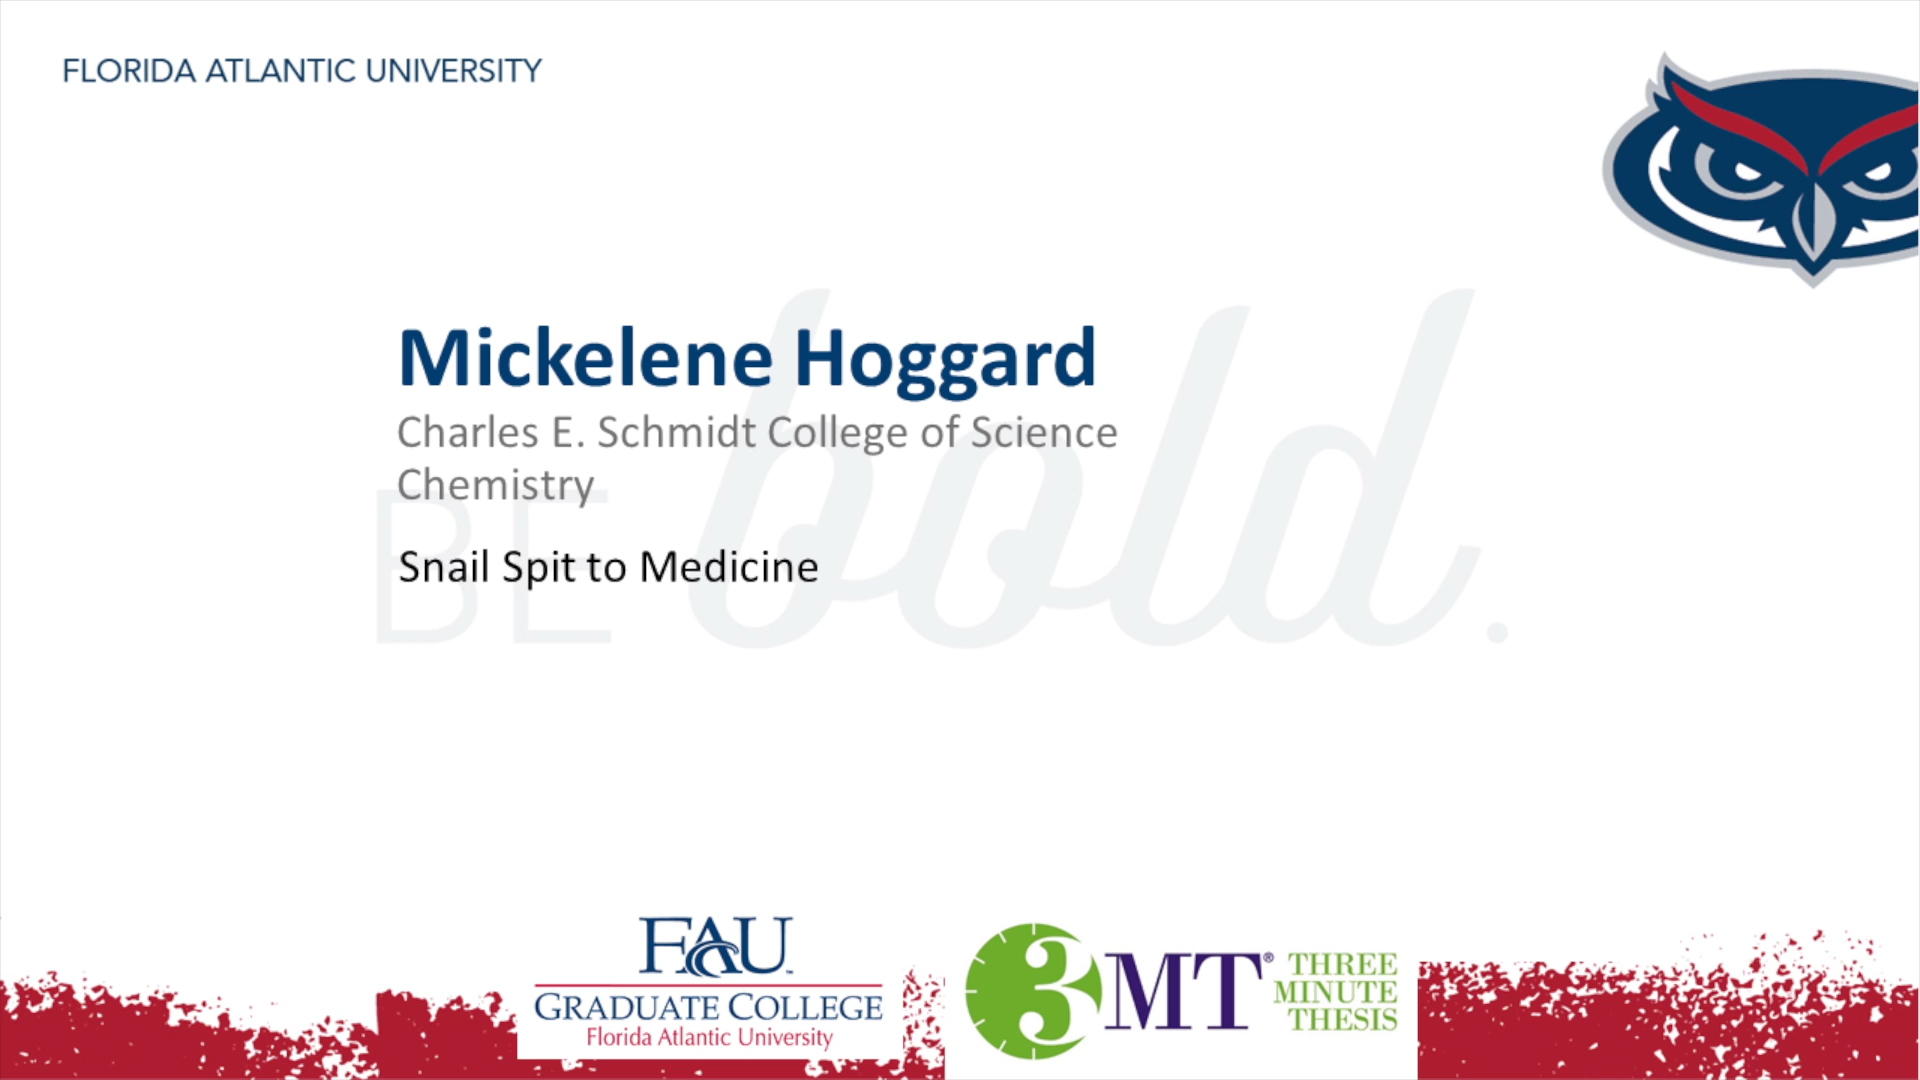 FLORIDA ATLANTIC UNIVERSITY
Mickelene Hoggard
Charles E. Schmidt College of Science
Chemistry
Snail Spit to Medicine
BE bold.
FAU
GRADUATE COLLEGE
Florida Atlantic University
3MT® THREE
MINUTE
THESIS